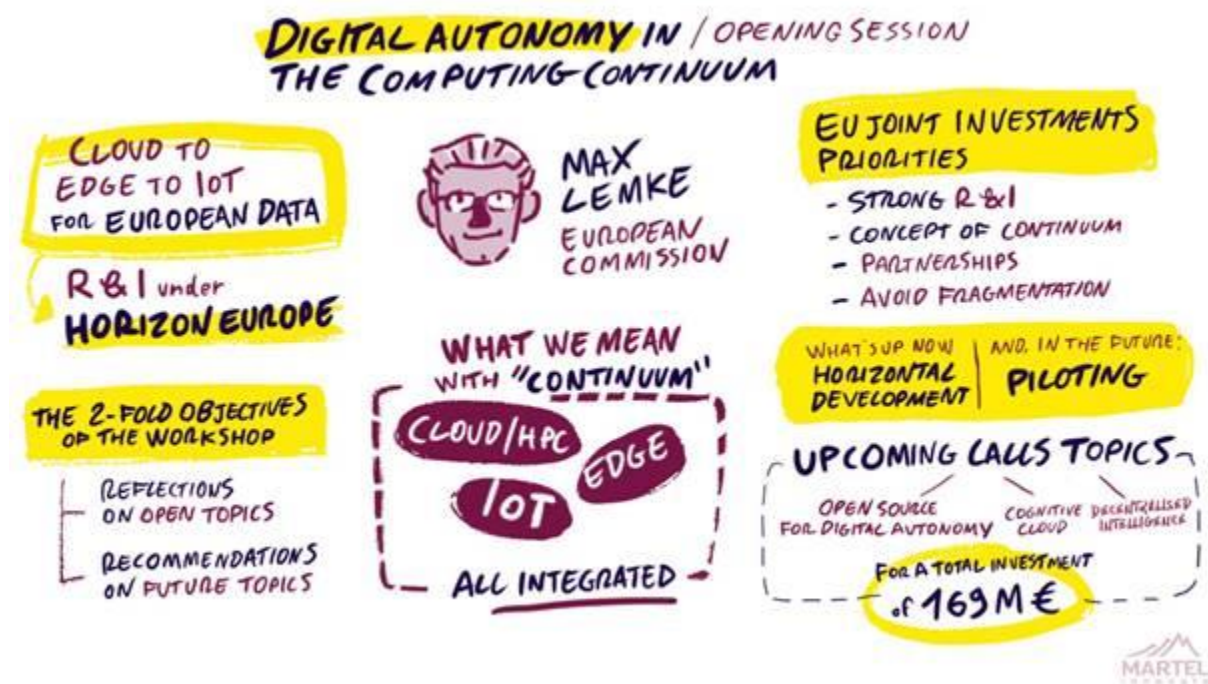 DIGITAL AUTONOMY IN / OPENING SESSION
THE COMPUTING CONTINUUM
CLOUD TO
EDGE TO IOT
FOR EUROPEAN DATA
R & I under
HORIZON EUROPE
THE 2-FOLD OBJECTIVES
OF THE WORKSHOP
REFLECTIONS
ON OPEN TOPICS
RECOMMENDATIONS
ON FUTURE TOPICS
MAX
LEMKE
EUROPEAN
COMMISSION
WHAT WE MEAN
WITH "CONTINUUM"
CLOUD/HPC
EDGE
IOT
ALL INTEGRATED
EU JOINT INVESTMENTS
PRIORITIES
- STRONG R & I
- CONCEPT OF CONTINUUM
- PARTNERSHIPS
- AVOID FRAGMENTATION
WHAT'S UP NOW
HORIZONTAL
DEVELOPMENT
AND, IN THE FUTURE:
PILOTING
UPCOMING CALLS TOPICS
OPEN SOURCE
FOR DIGITAL AUTONOMY
COGNITIVE
CLOUD
DECENTRALISED
INTELLIGENCE
FOR A TOTAL INVESTMENT
of 169 M €
MARTEL